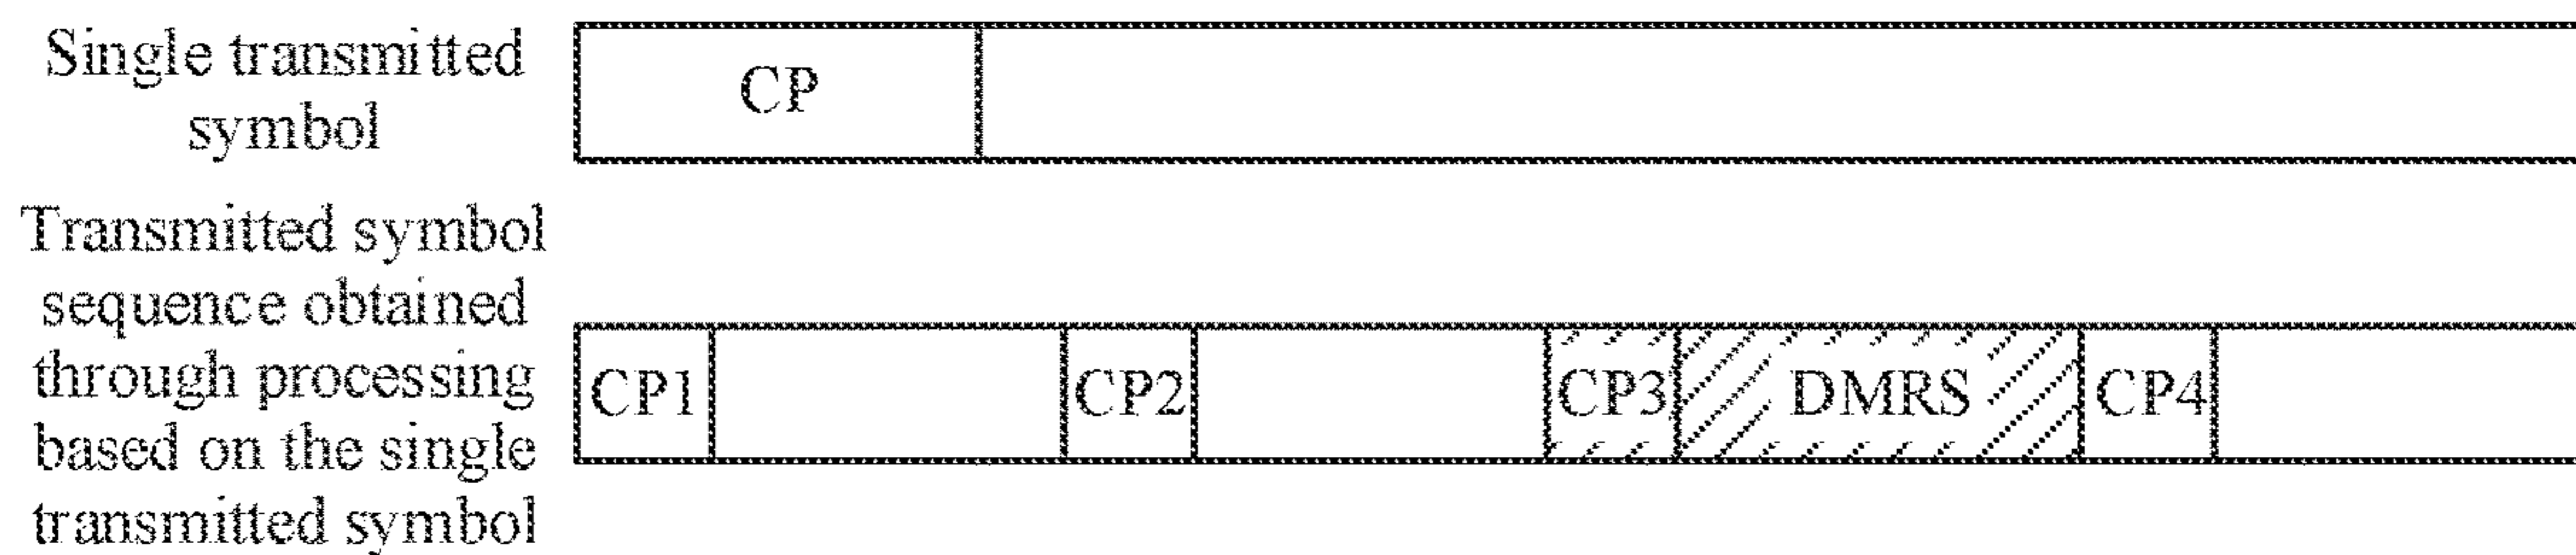 Single transmitted
symbol
CP
Transmitted symbol
sequence obtained
through processing
based on the single
transmitted symbol
CP1
CP2
CP3
DMRS
CP4